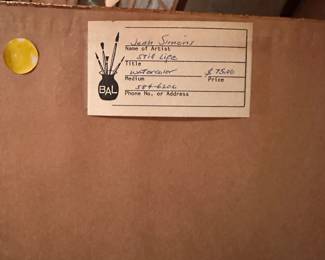 Jean Simons
Name of Artist
Still Life
Title
Watercolor $75.00
Medium Price
584-6206
Phone No. or Address
BAL